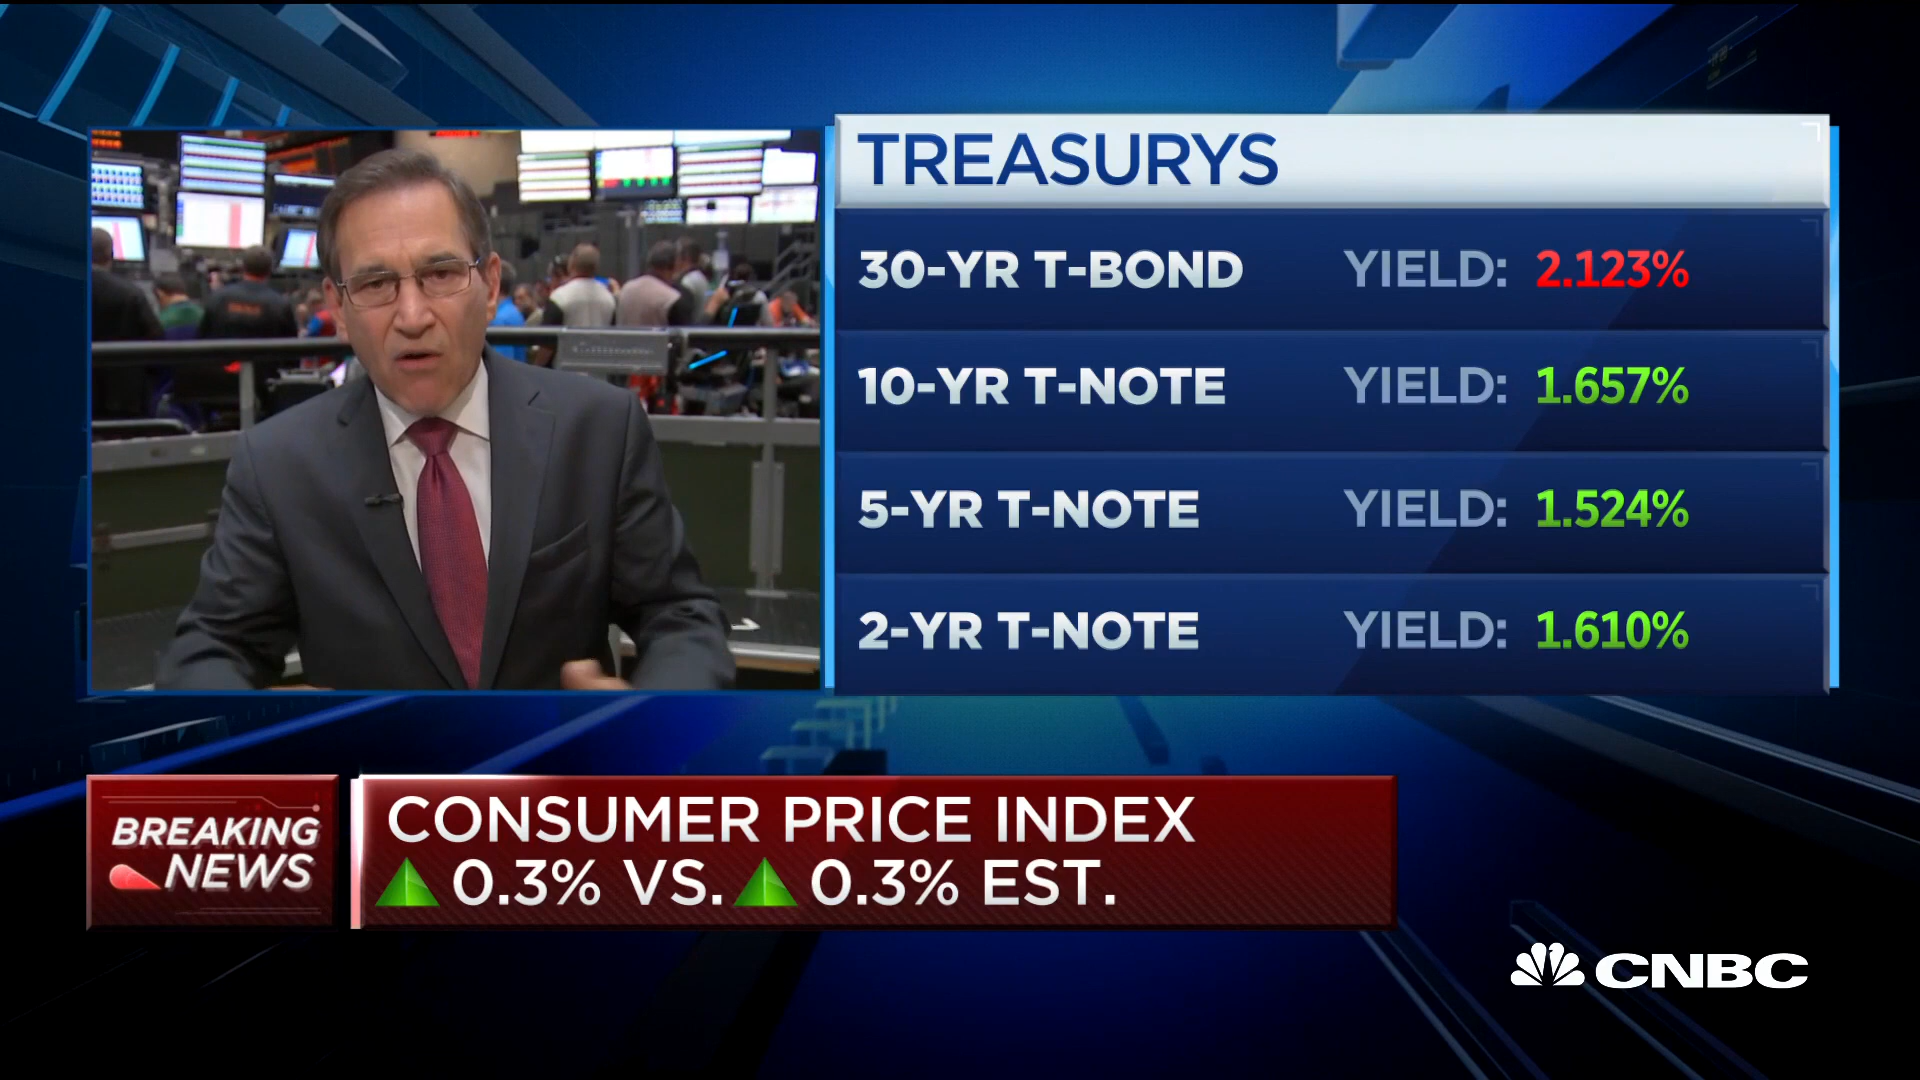 TREASURYS
30-YR T-BOND YIELD: 2.123%
10-YR T-NOTE YIELD: 1.657%
5-YR T-NOTE YIELD: 1.524%
2-YR T-NOTE YIELD: 1.610%
BREAKING
NEWS
CONSUMER PRICE INDEX
▲ 0.3% VS. ▲ 0.3% EST.
CNBC